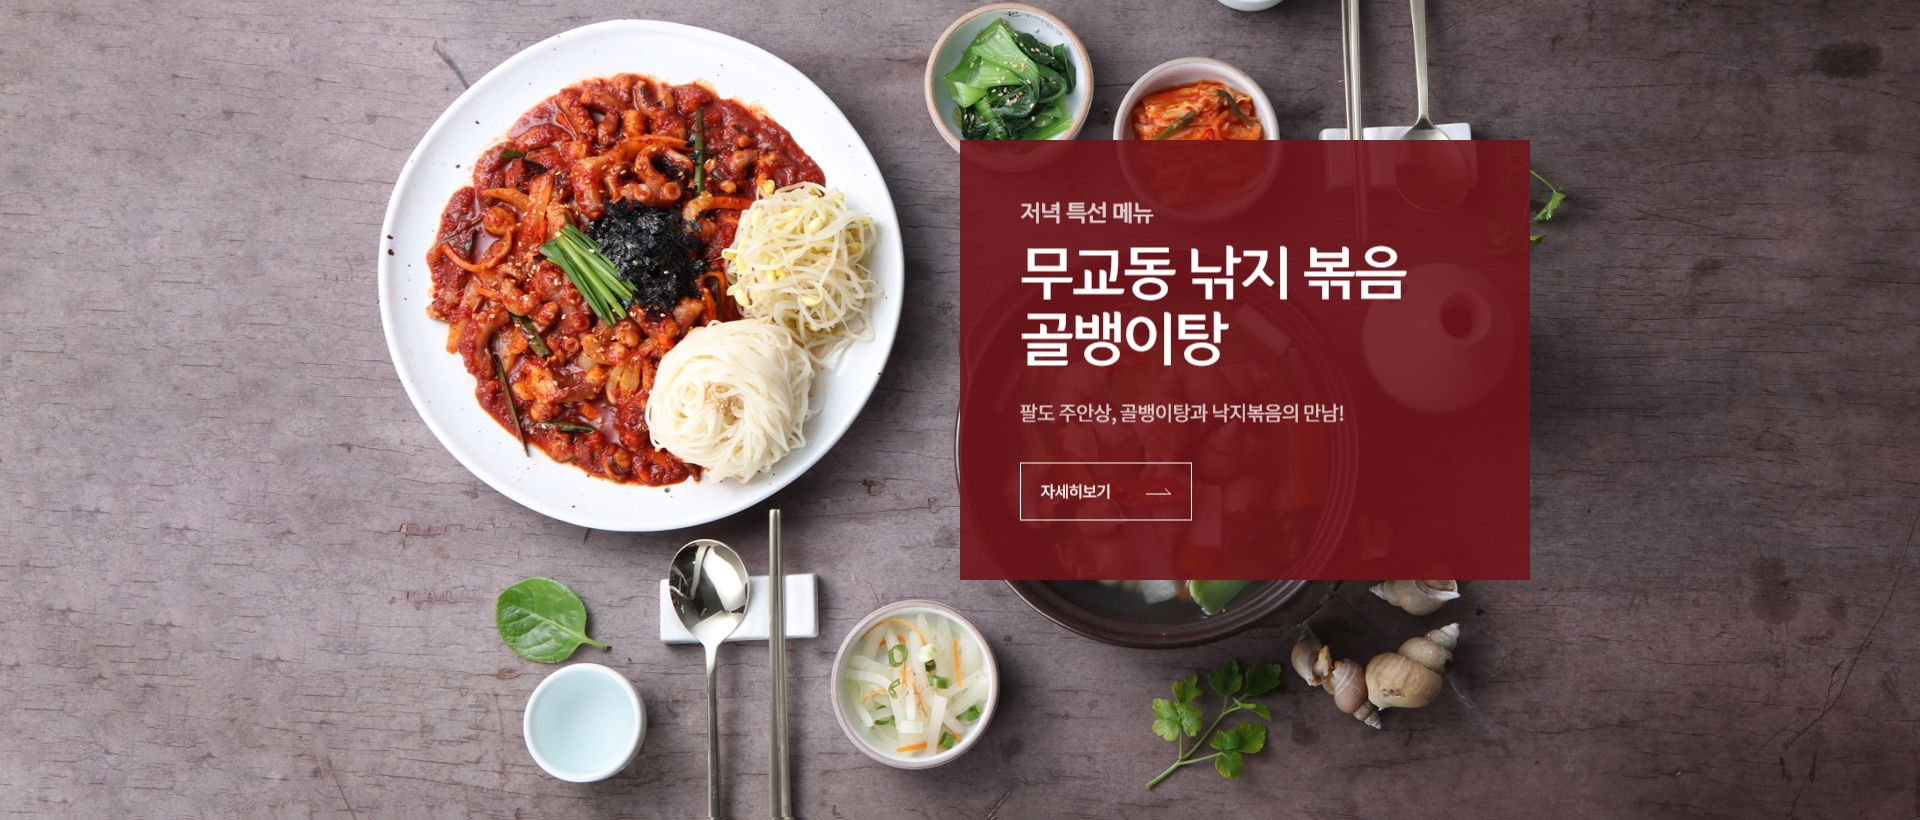 저녁 특선 메뉴
무교동 낚지 볶음
골뱅이탕
팔도 주안상, 골뱅이탕과 낙지볶음의 만남!
자세히보기